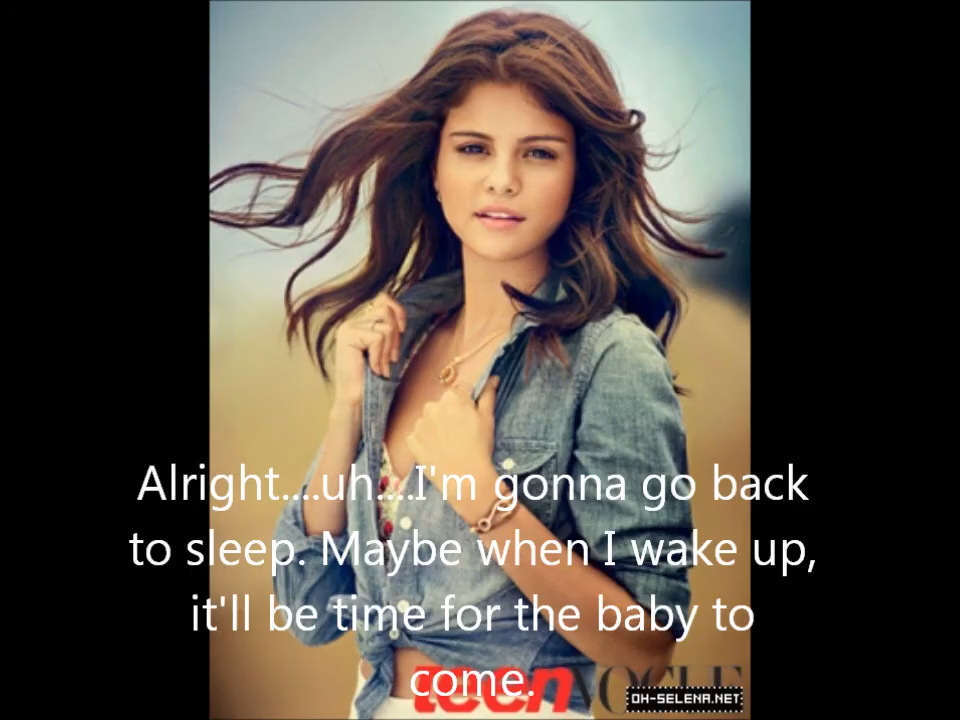 Alright....uh....I'm gonna go back
to sleep. Maybe when I wake up,
it'll be time for the baby to
come.
teen VOGUE
OH-SELENA.NET